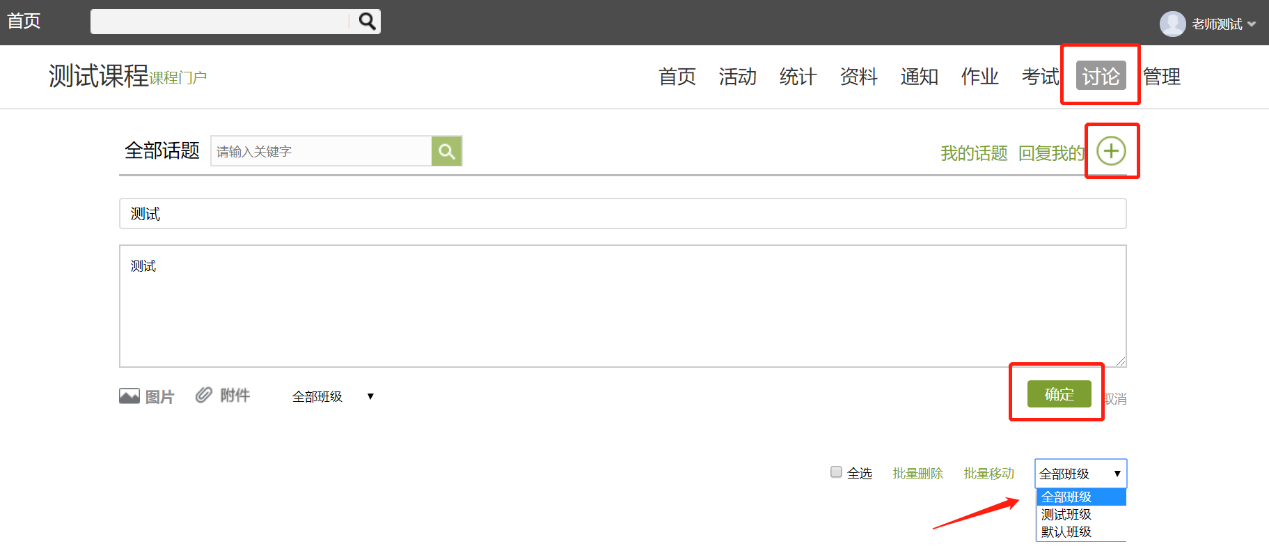 首页
老师测试
测试课程课程门户 首页 活动 统计 资料 通知 作业 考试 讨论 管理
全部话题 请输入关键字 我的话题 回复我的
测试
测试
图片 附件 全部班级 确定 取消
全选 批量删除 批量移动 全部班级
全部班级
测试班级
默认班级